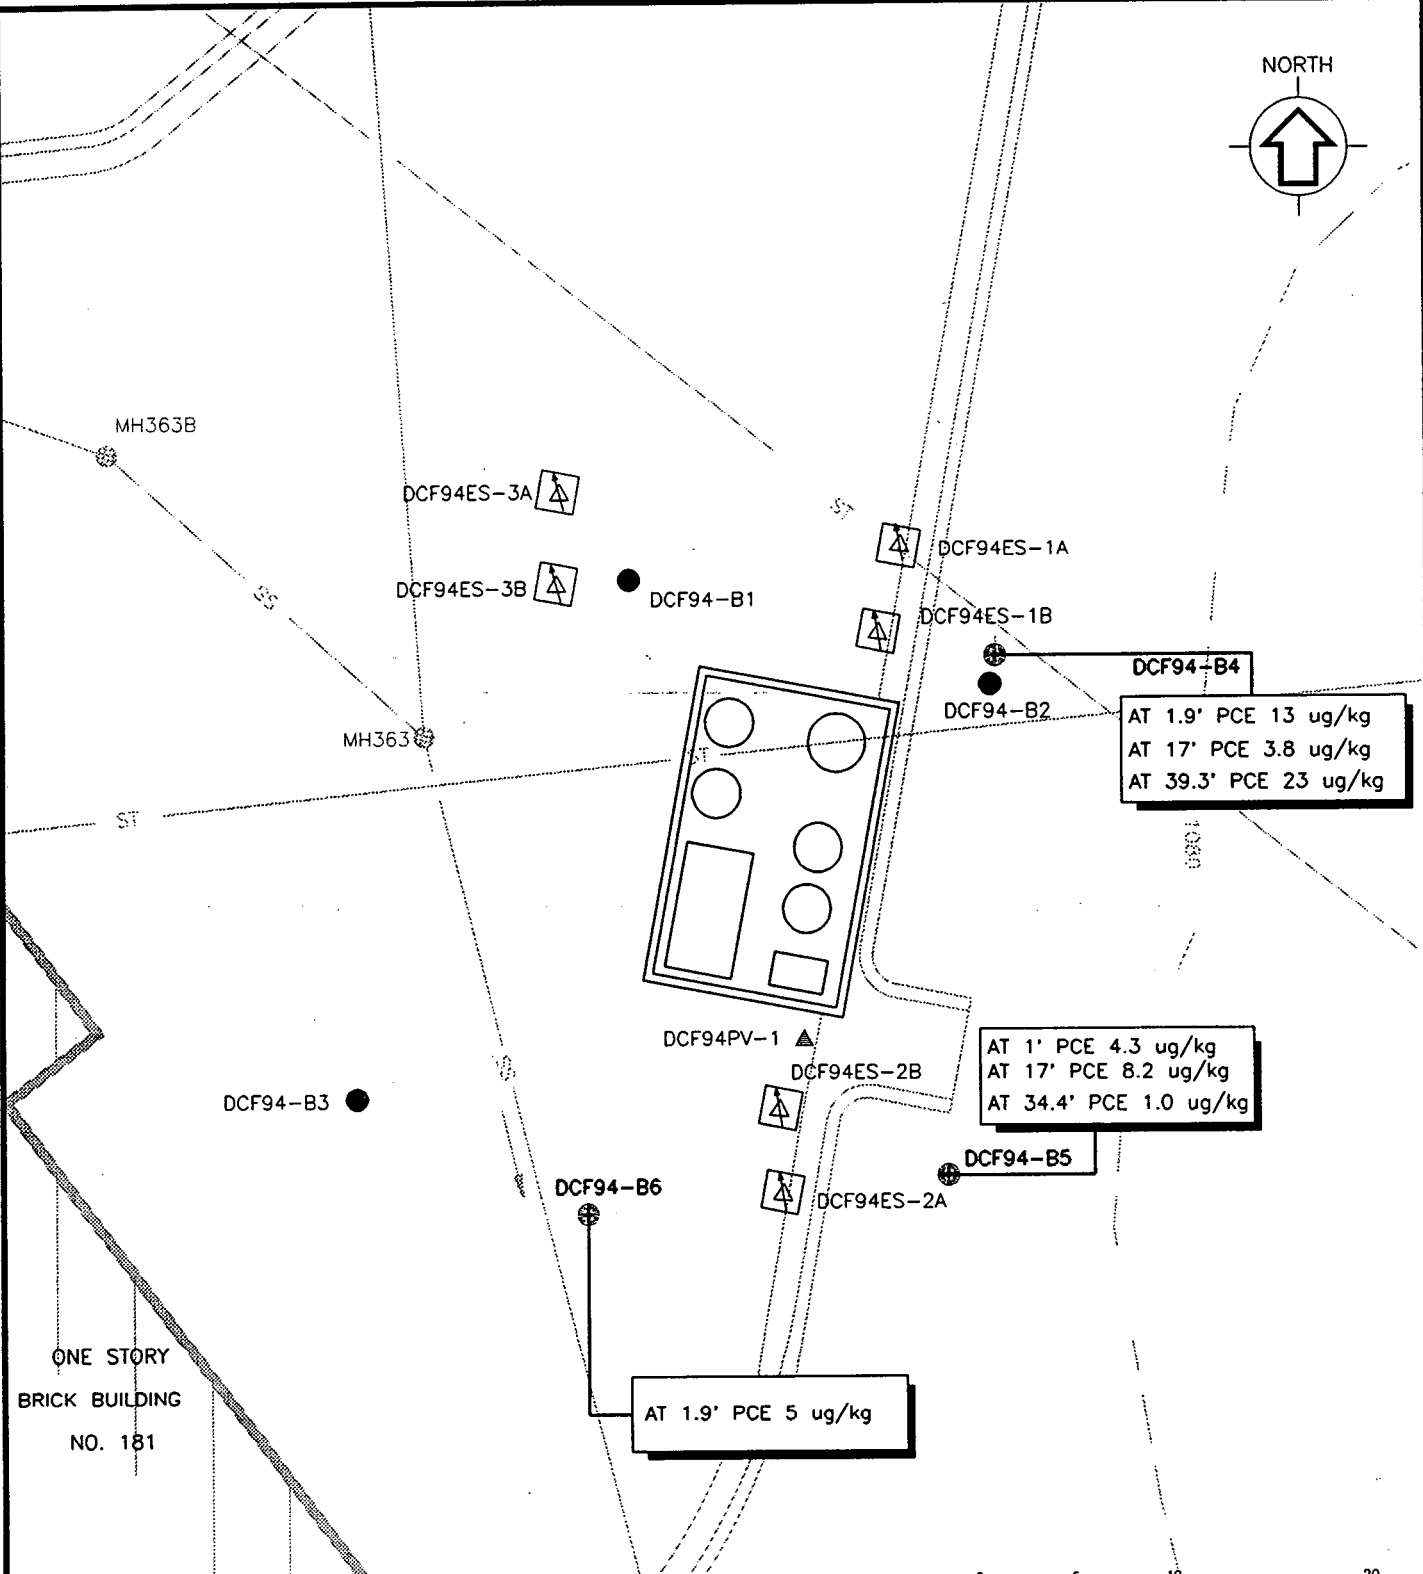 NORTH
MH363B
DCF94ES-3A
ST
DCF94ES-1A
DCF94ES-3B
DCF94-B1
SS
DCF94ES-1B
DCF94-B4
DCF94-B2
MH363
AT 1.9' PCE 13 ug/kg
AT 17' PCE 3.8 ug/kg
AT 39.3' PCE 23 ug/kg
ST
ST
1080
DCF94PV-1
AT 1' PCE 4.3 ug/kg
AT 17' PCE 8.2 ug/kg
AT 34.4' PCE 1.0 ug/kg
DCF94ES-2B
SS
DCF94-B3
DCF94-B5
DCF94-B6
DCF94ES-2A
ONE STORY
BRICK BUILDING
NO. 181
AT 1.9' PCE 5 ug/kg